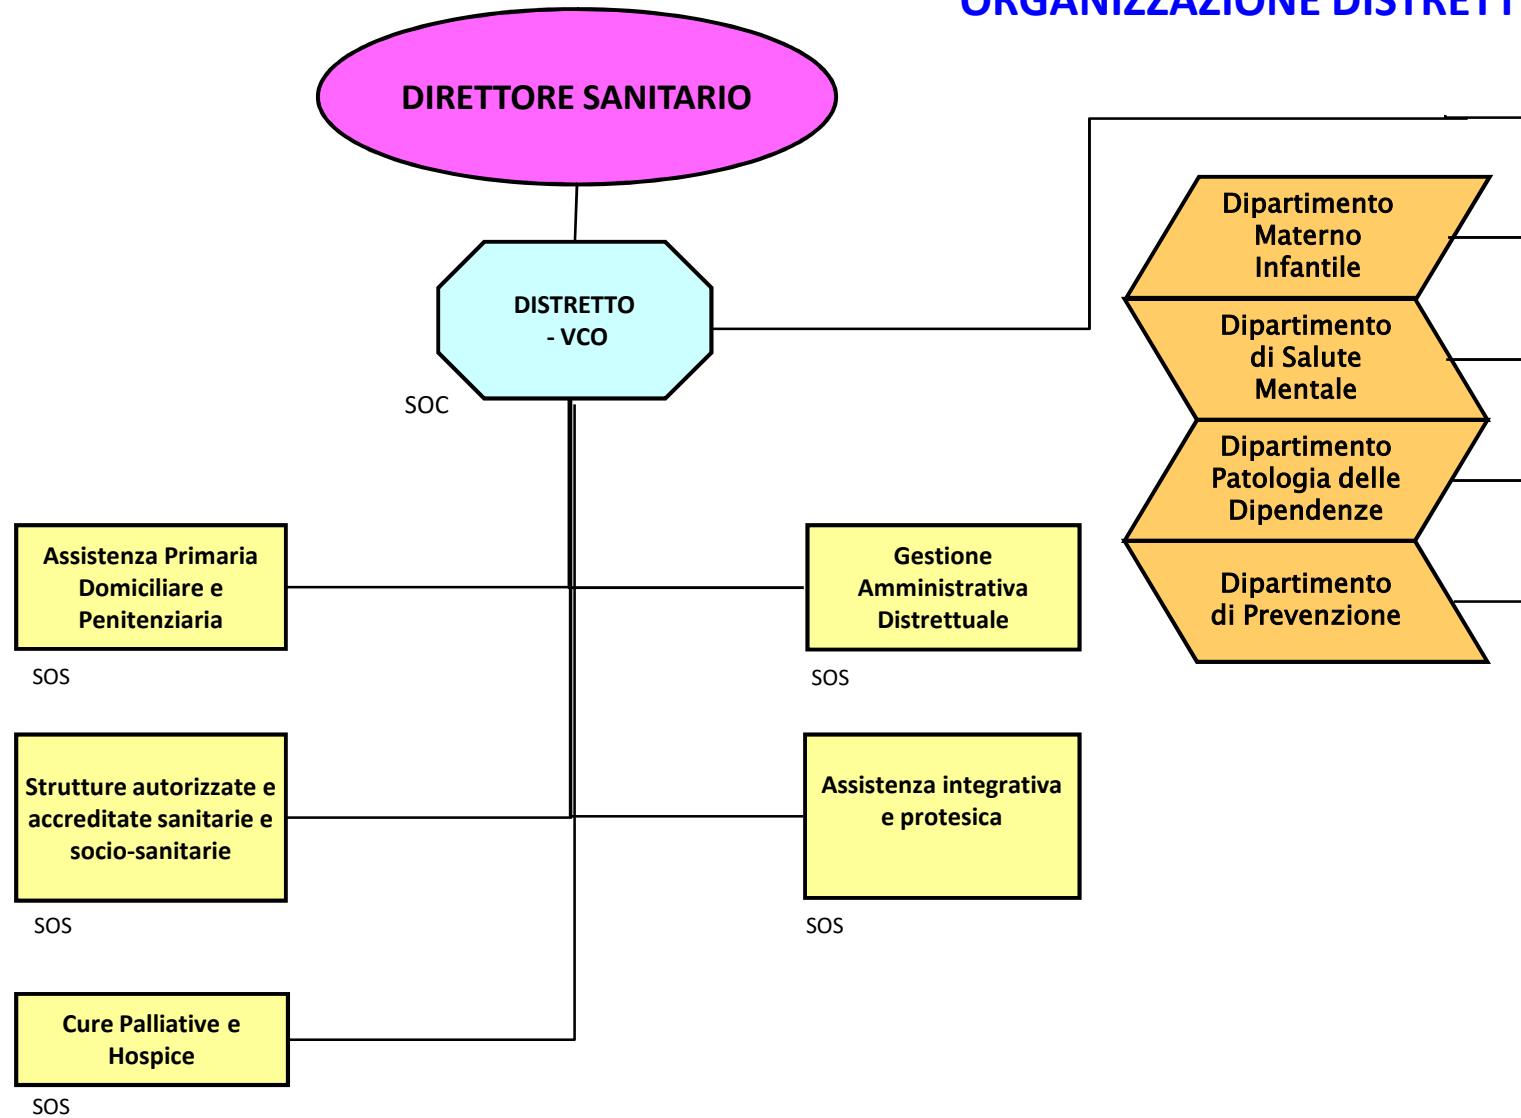 ORGANIZZAZIONE
DIRETTORE SANITARIO
DISTRETTO
- VCO
SOC
Dipartimento
Materno
Infantile
Dipartimento
di Salute
Mentale
Dipartimento
Patologia delle
Dipendenze
Dipartimento
di Prevenzione
Assistenza Primaria
Domiciliare e
Penitenziaria
SOS
Gestione
Amministrativa
Distrettuale
SOS
Strutture autorizzate e
accreditate sanitarie e
socio-sanitarie
SOS
Assistenza integrativa
e protesica
SOS
Cure Palliative e
Hospice
SOS